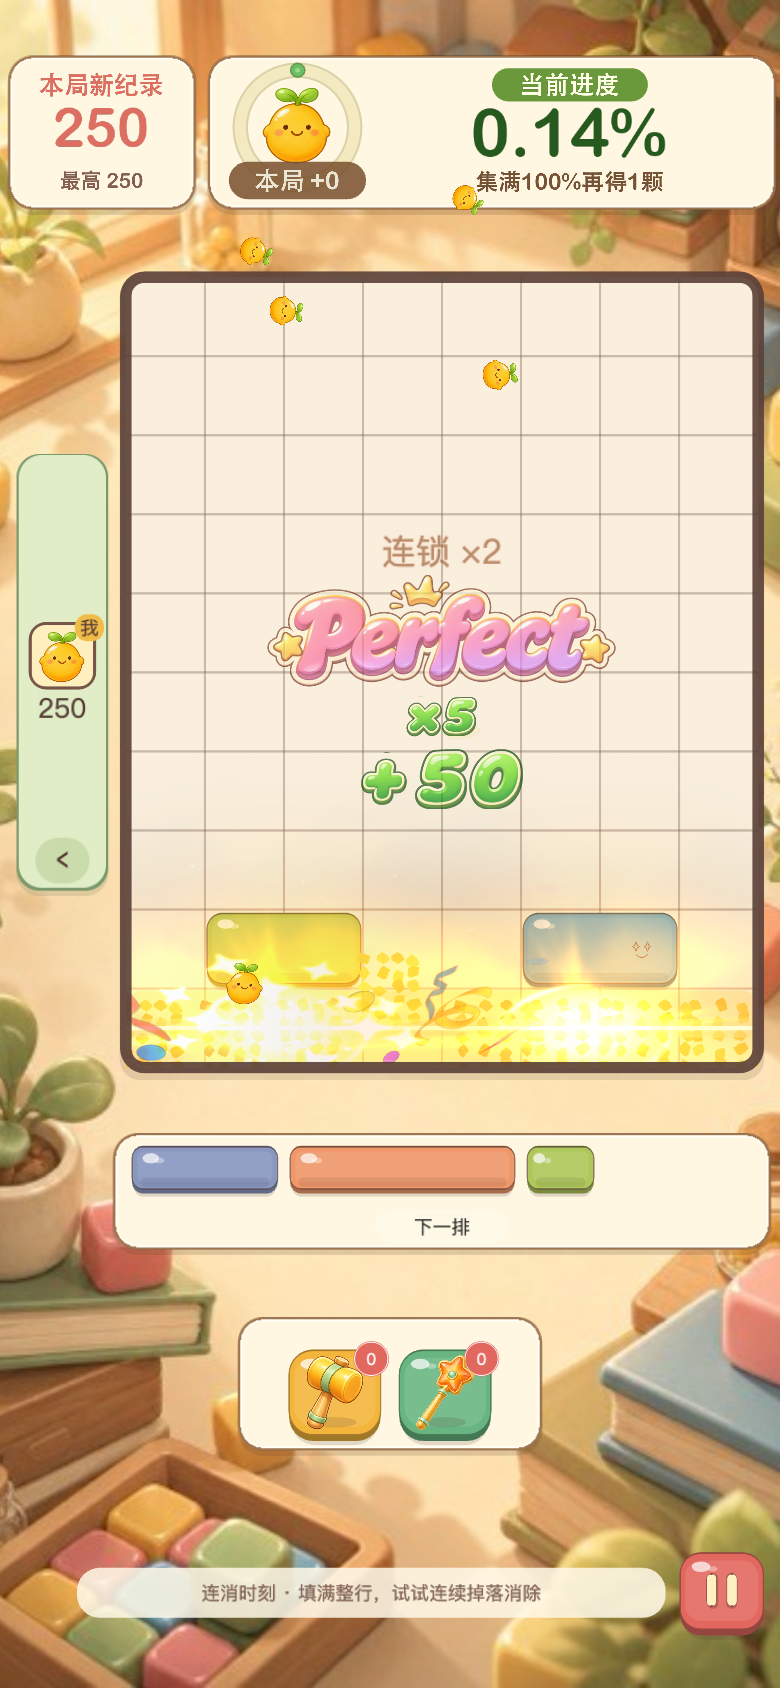 本局新纪录
250
最高 250
本局 +0
当前进度
0.14%
集满100%再得1颗
我
250
<
连锁 ×2
Perfect
×5
+50
下一排
0
0
连消时刻 · 填满整行，试试连续掉落消除